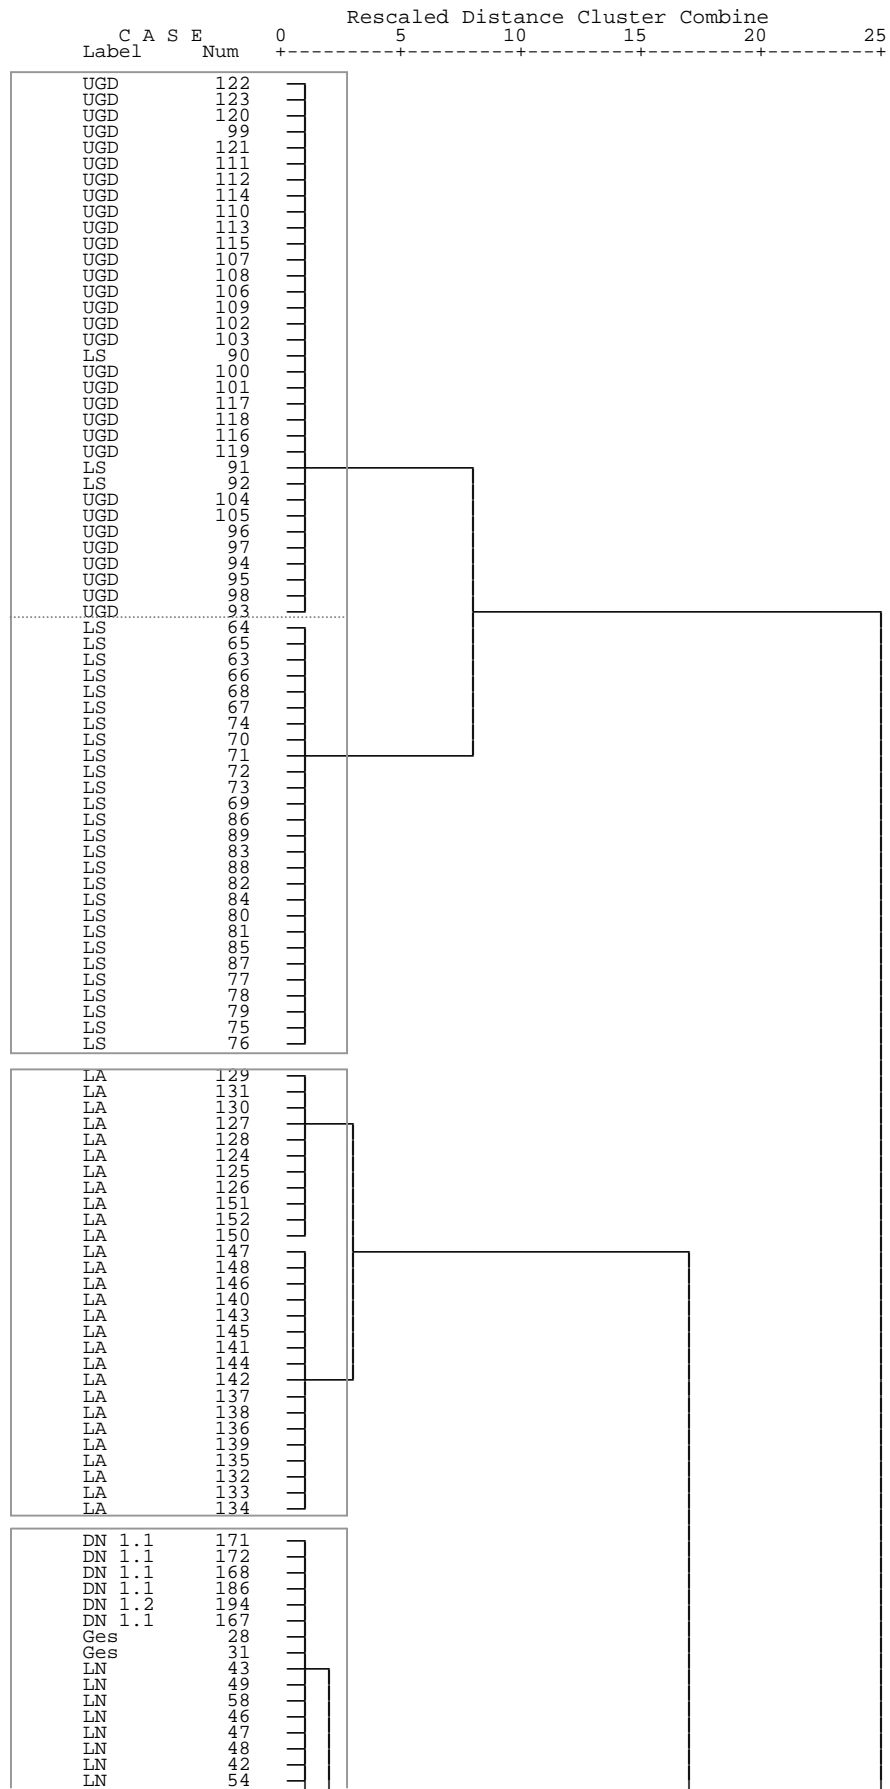 Rescaled Distance Cluster Combine
C A S E 0 5 10 15 20 25
Label Num +---------+---------+---------+---------+---------+
UGD 122
UGD 123
UGD 120
UGD 99
UGD 121
UGD 111
UGD 112
UGD 114
UGD 110
UGD 113
UGD 115
UGD 107
UGD 108
UGD 106
UGD 109
UGD 102
UGD 103
LS 90
UGD 100
UGD 101
UGD 117
UGD 118
UGD 116
UGD 119
LS 91
LS 92
UGD 104
UGD 105
UGD 96
UGD 97
UGD 94
UGD 95
UGD 98
UGD 93
LS 64
LS 65
LS 63
LS 66
LS 68
LS 67
LS 74
LS 70
LS 71
LS 72
LS 73
LS 69
LS 86
LS 89
LS 83
LS 88
LS 82
LS 84
LS 80
LS 81
LS 85
LS 87
LS 77
LS 78
LS 79
LS 75
LS 76
LA 129
LA 131
LA 130
LA 127
LA 128
LA 124
LA 125
LA 126
LA 151
LA 152
LA 150
LA 147
LA 148
LA 146
LA 140
LA 143
LA 145
LA 141
LA 144
LA 142
LA 137
LA 138
LA 136
LA 139
LA 135
LA 132
LA 133
LA 134
DN 1.1 171
DN 1.1 172
DN 1.1 168
DN 1.1 186
DN 1.2 194
DN 1.1 167
Ges 28
Ges 31
LN 43
LN 49
LN 58
LN 46
LN 47
LN 48
LN 42
LN 54